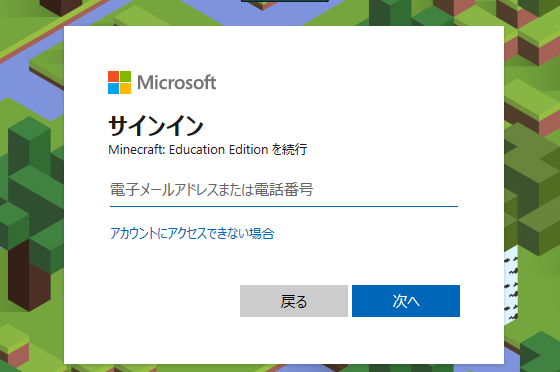 Microsoft
サインイン
Minecraft: Education Edition を続行
電子メールアドレスまたは電話番号
アカウントにアクセスできない場合
戻る
次へ